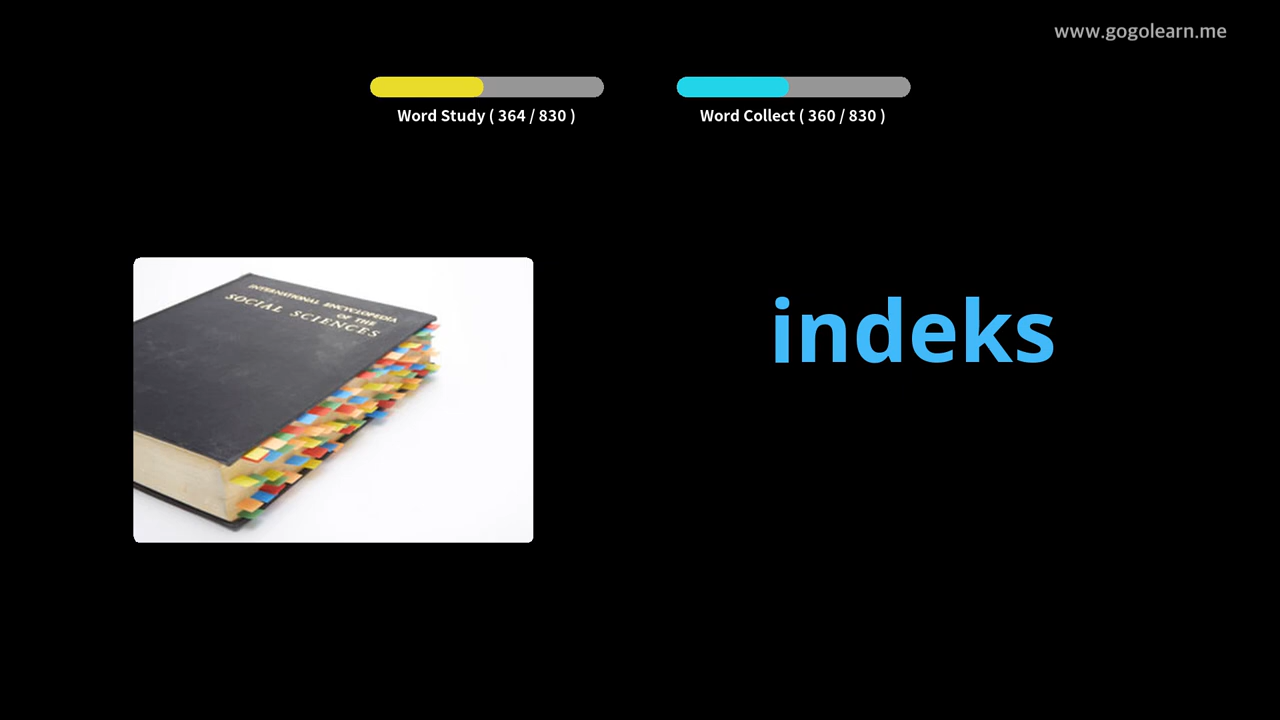 www.gogolearn.me
Word Study ( 364 / 830 )
Word Collect ( 360 / 830 )
INTERNATIONAL ENCYCLOPEDIA
OF THE
SOCIAL SCIENCES
indeks